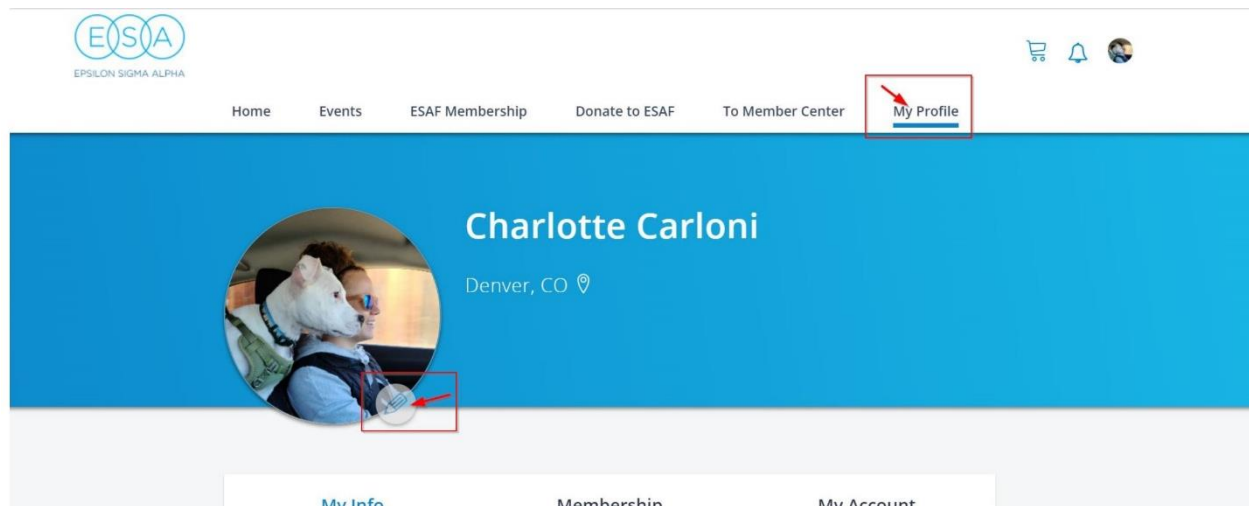 ESA
EPSILON SIGMA ALPHA
Home Events ESAF Membership Donate to ESAF To Member Center My Profile
Charlotte Carloni
Denver, CO
My Info Membership My Account